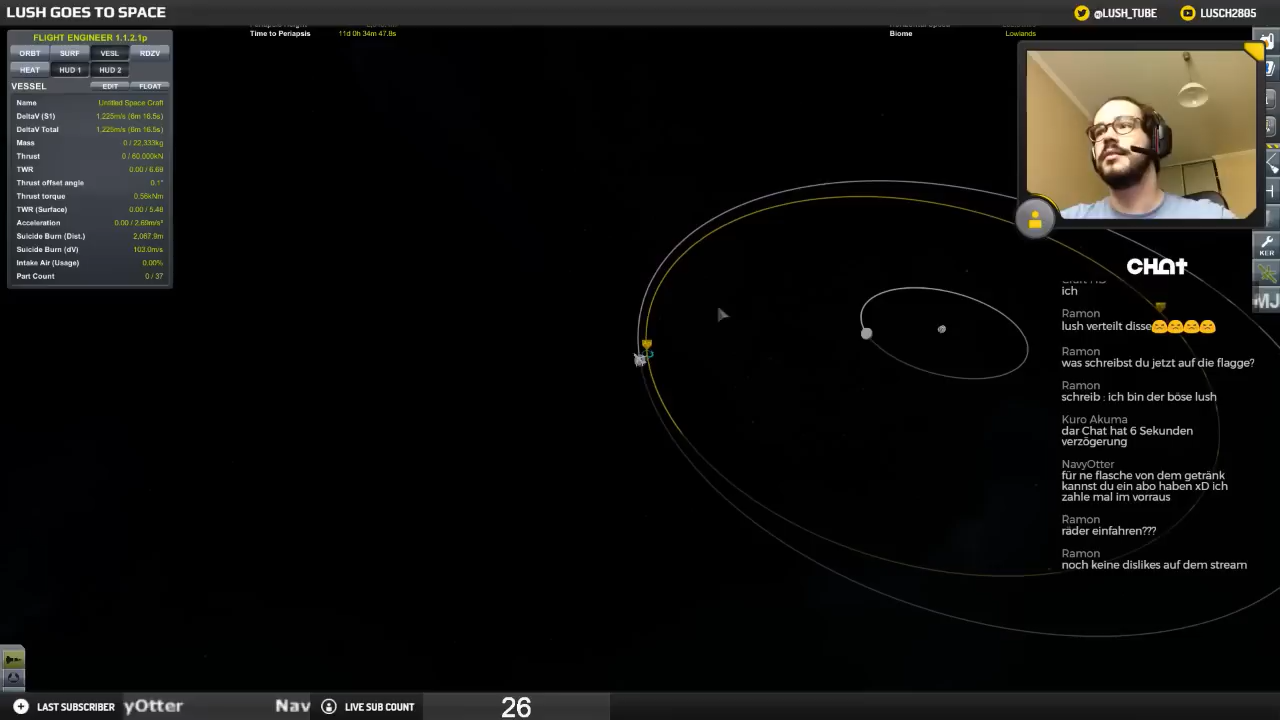 LUSH GOES TO SPACE
@LUSH_TUBE
LUSCH2805
FLIGHT ENGINEER 1.1.2.1p
ORBT SURF VESL RDZV
HEAT HUD 1 HUD 2
VESSEL EDIT FLOAT
Name Untitled Space Craft
DeltaV (S1) 1,225m/s (6m 16.5s)
DeltaV Total 1,225m/s (6m 16.5s)
Mass 0 / 22,333kg
Thrust 0 / 60.000kN
TWR 0.00 / 6.69
Thrust offset angle 0.1°
Thrust torque 0.56kNm
TWR (Surface) 0.00 / 5.48
Acceleration 0.00 / 2.69m/s²
Suicide Burn (Dist.) 2,087.9m
Suicide Burn (dV) 103.0m/s
Intake Air (Usage) 0.00%
Part Count 0 / 37
Time to Periapsis 11d 0h 34m 47.8s
Biome Lowlands
KER
MJ
CHAt
ich
Ramon
lush verteilt disse😣😣😣😣
Ramon
was schreibst du jetzt auf die flagge?
Ramon
schreib : ich bin der böse lush
Kuro Akuma
dar Chat hat 6 Sekunden
verzögerung
NavyOtter
für ne flasche von dem getränk
kannst du ein abo haben xD ich
zahle mal im vorraus
Ramon
räder einfahren???
Ramon
noch keine dislikes auf dem stream
LAST SUBSCRIBER yOtter Nav LIVE SUB COUNT 26